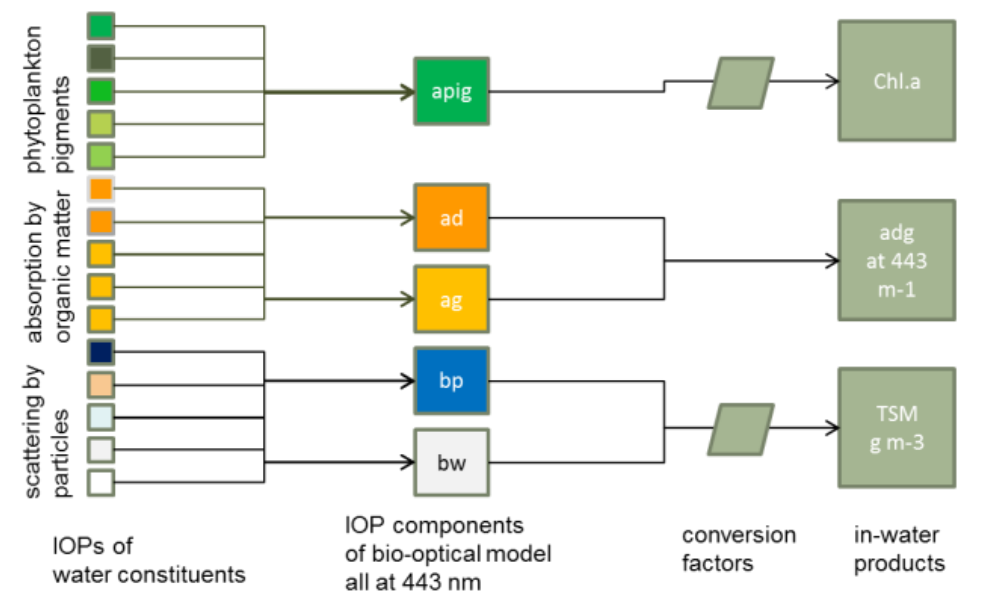 phytoplankton
pigments
absorption by
organic matter
scattering by
particles
apig
ad
ag
bp
bw
Chl.a
adg
at 443
m-1
TSM
g m-3
IOPs of
water constituents
IOP components
of bio-optical model
all at 443 nm
conversion
factors
in-water
products